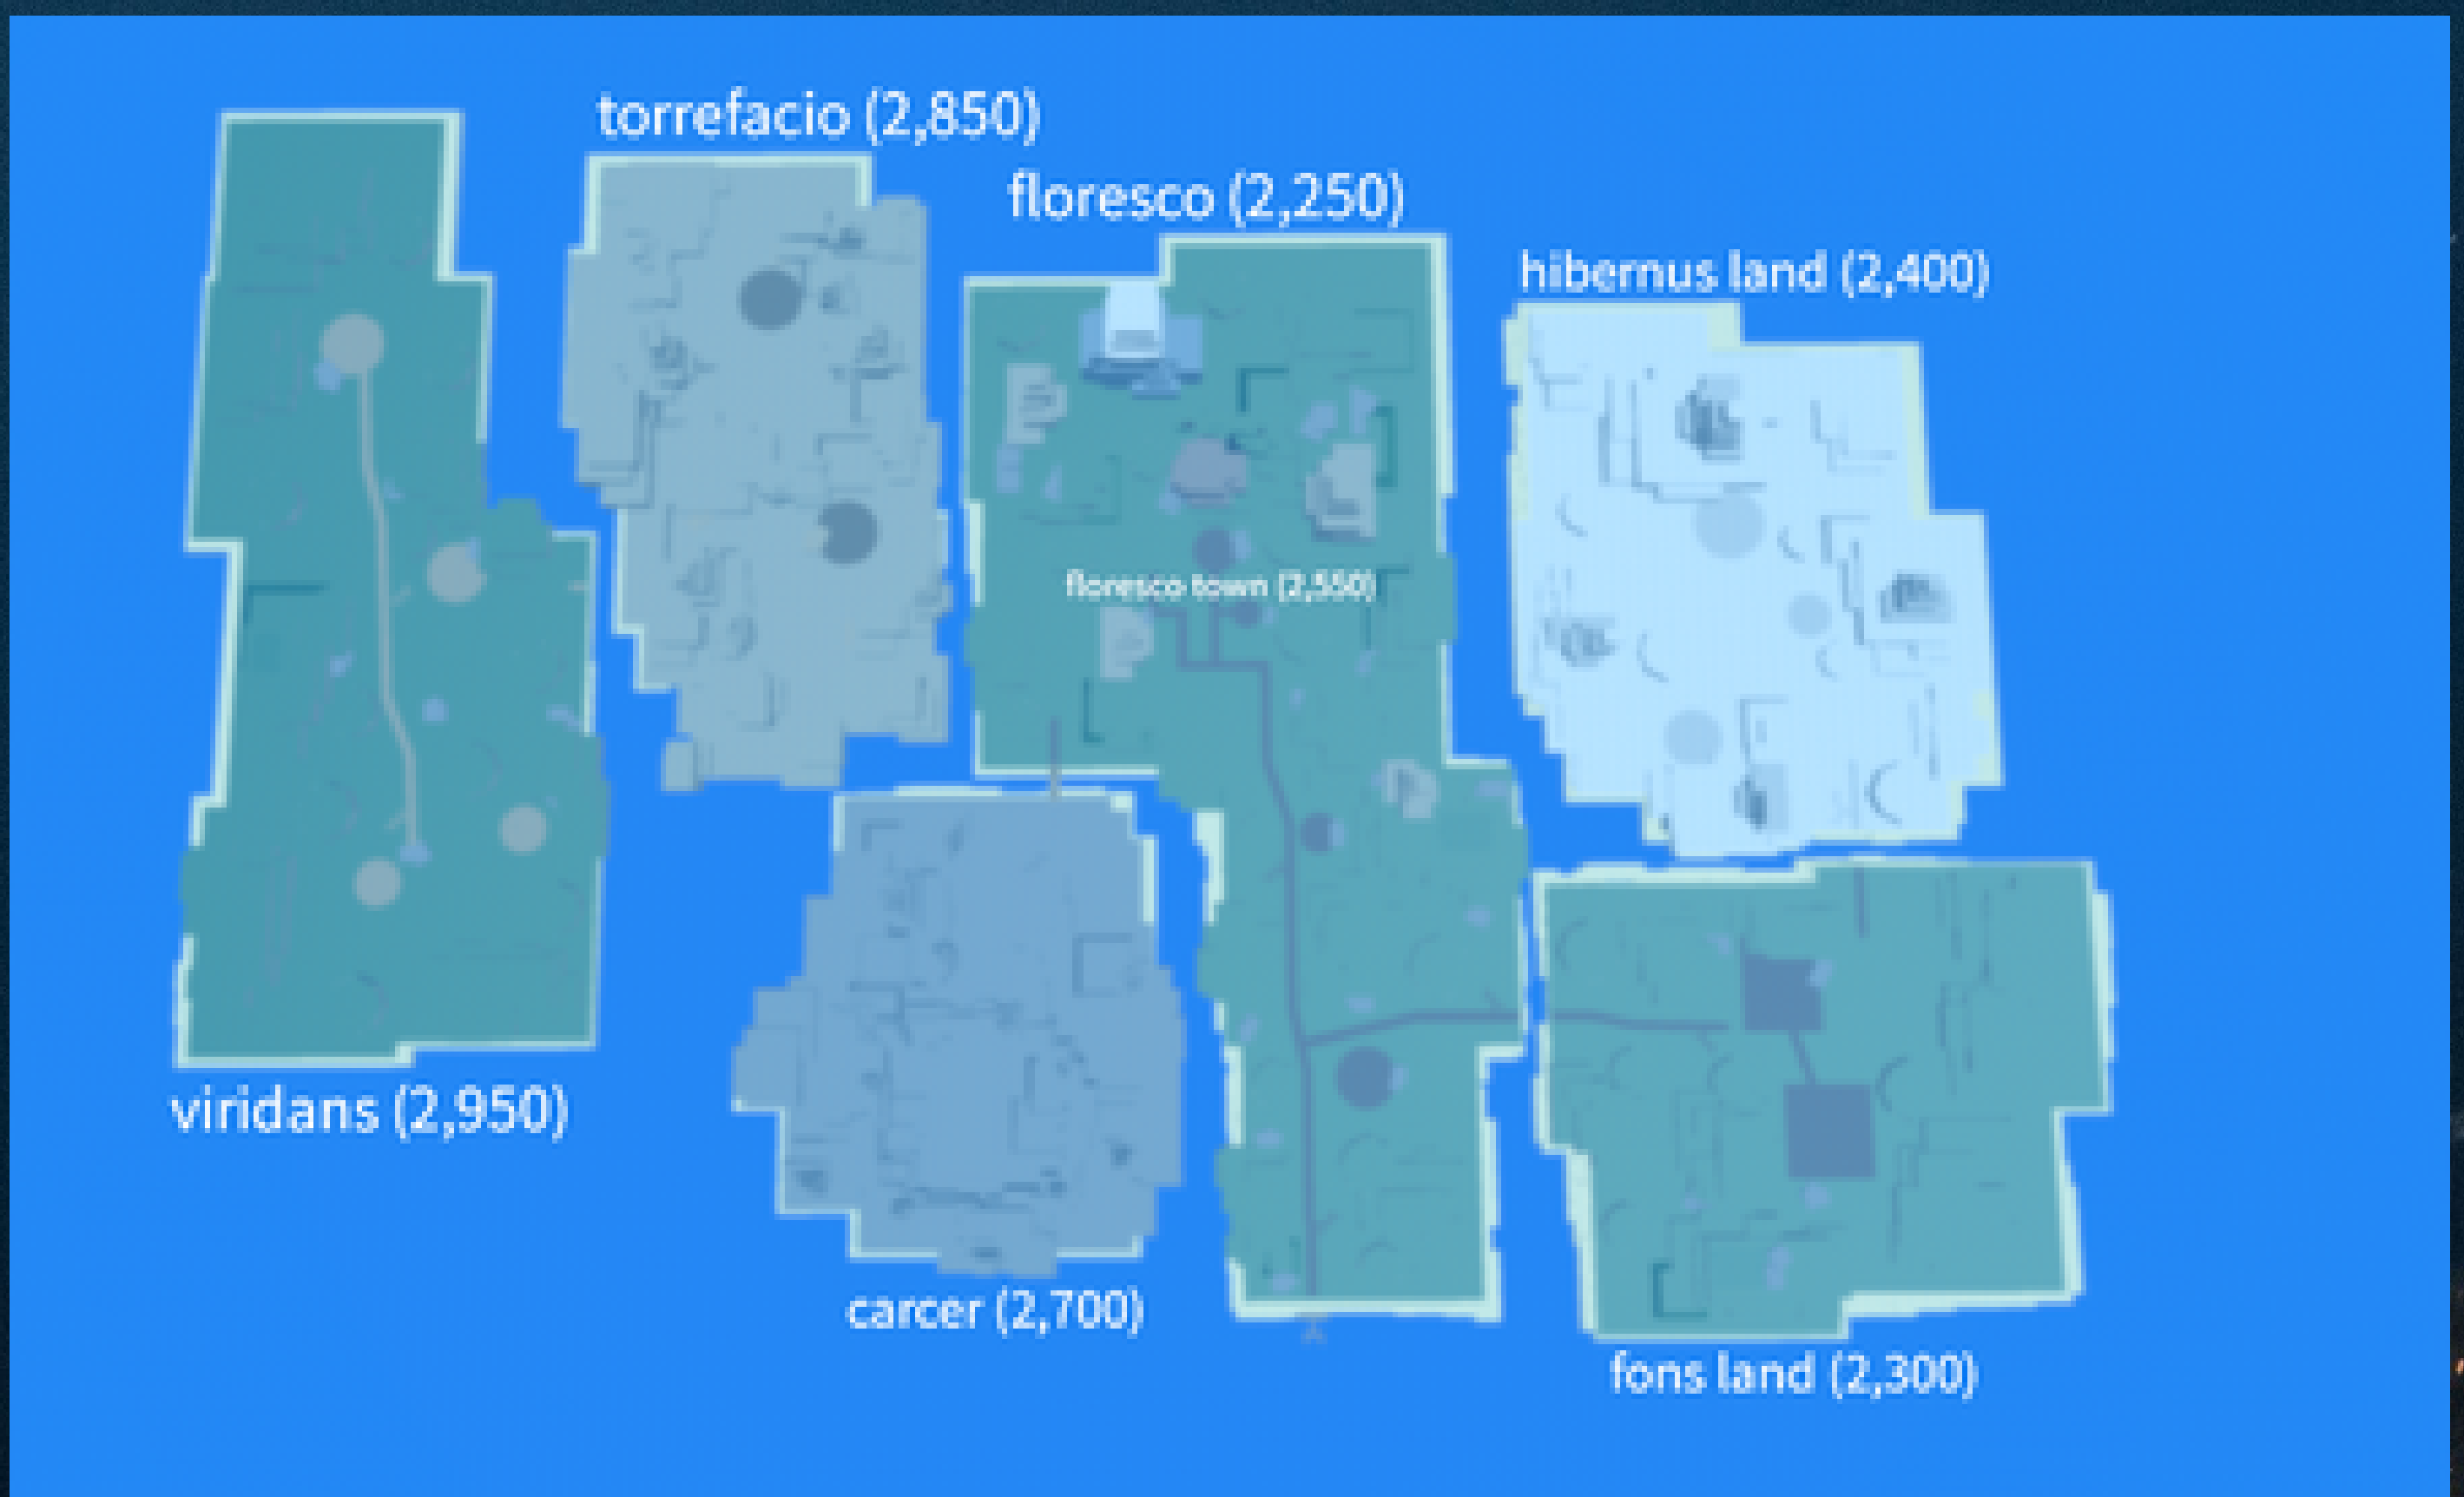 torrefacio (2,850)
floresco (2,250)
hibernus land (2,400)
floresco town (2,550)
viridans (2,950)
carcer (2,700)
fons land (2,300)